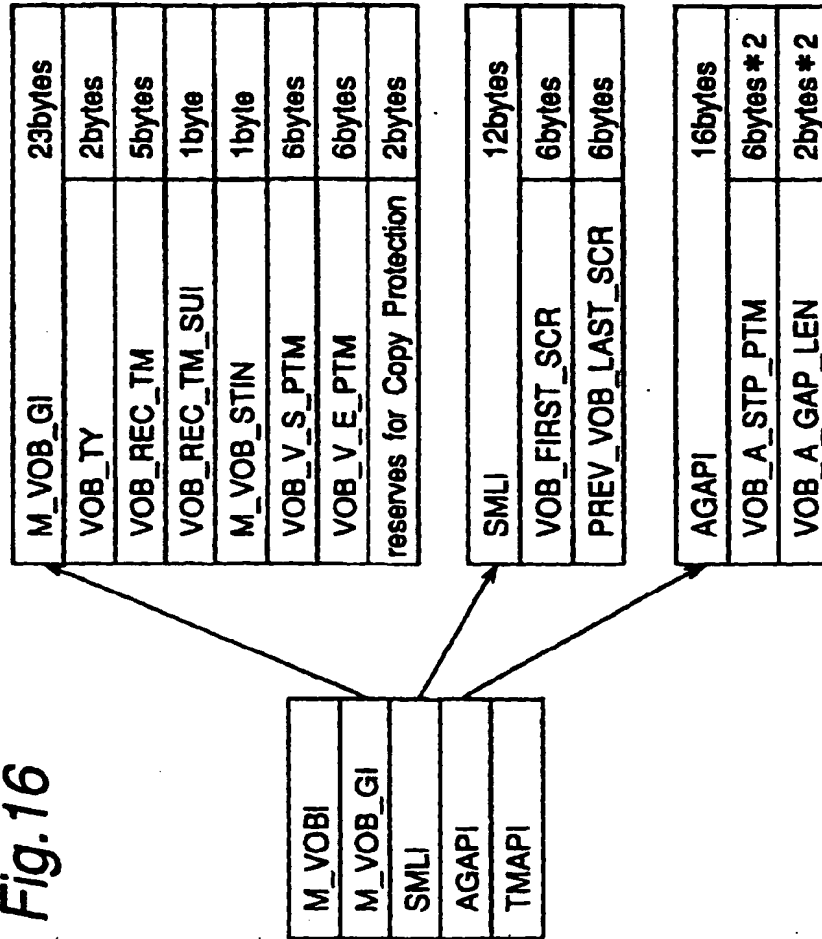 Fig.16
M_VOBI
M_VOB_GI
SMLI
AGAPI
TMAPI
M_VOB_GI 23bytes
VOB_TY 2bytes
VOB_REC_TM 5bytes
VOB_REC_TM_SUI 1byte
M_VOB_STIN 1byte
VOB_V_S_PTM 6bytes
VOB_V_E_PTM 6bytes
reserves for Copy Protection 2bytes
SMLI 12bytes
VOB_FIRST_SCR 6bytes
PREV_VOB_LAST_SCR 6bytes
AGAPI 16bytes
VOB_A_STP_PTM 6bytes*2
VOB_A_GAP_LEN 2bytes*2